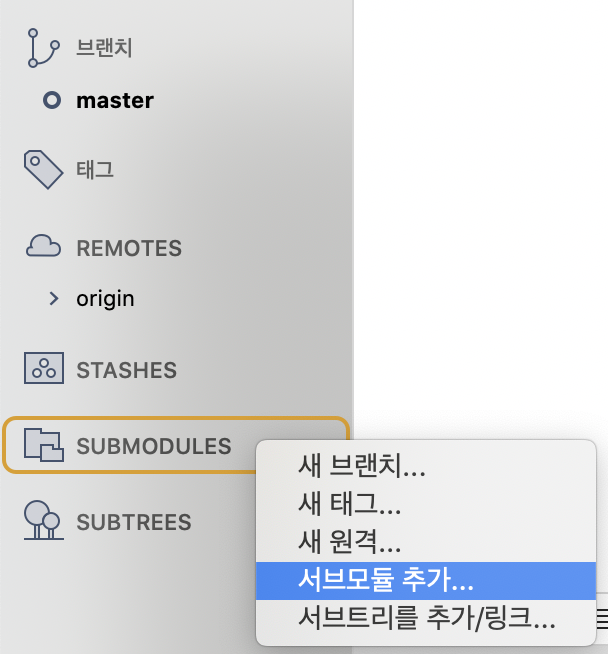 브랜치
master
태그
REMOTES
origin
STASHES
SUBMODULES
SUBTREES
새 브랜치...
새 태그...
새 원격...
서브모듈 추가...
서브트리를 추가/링크...